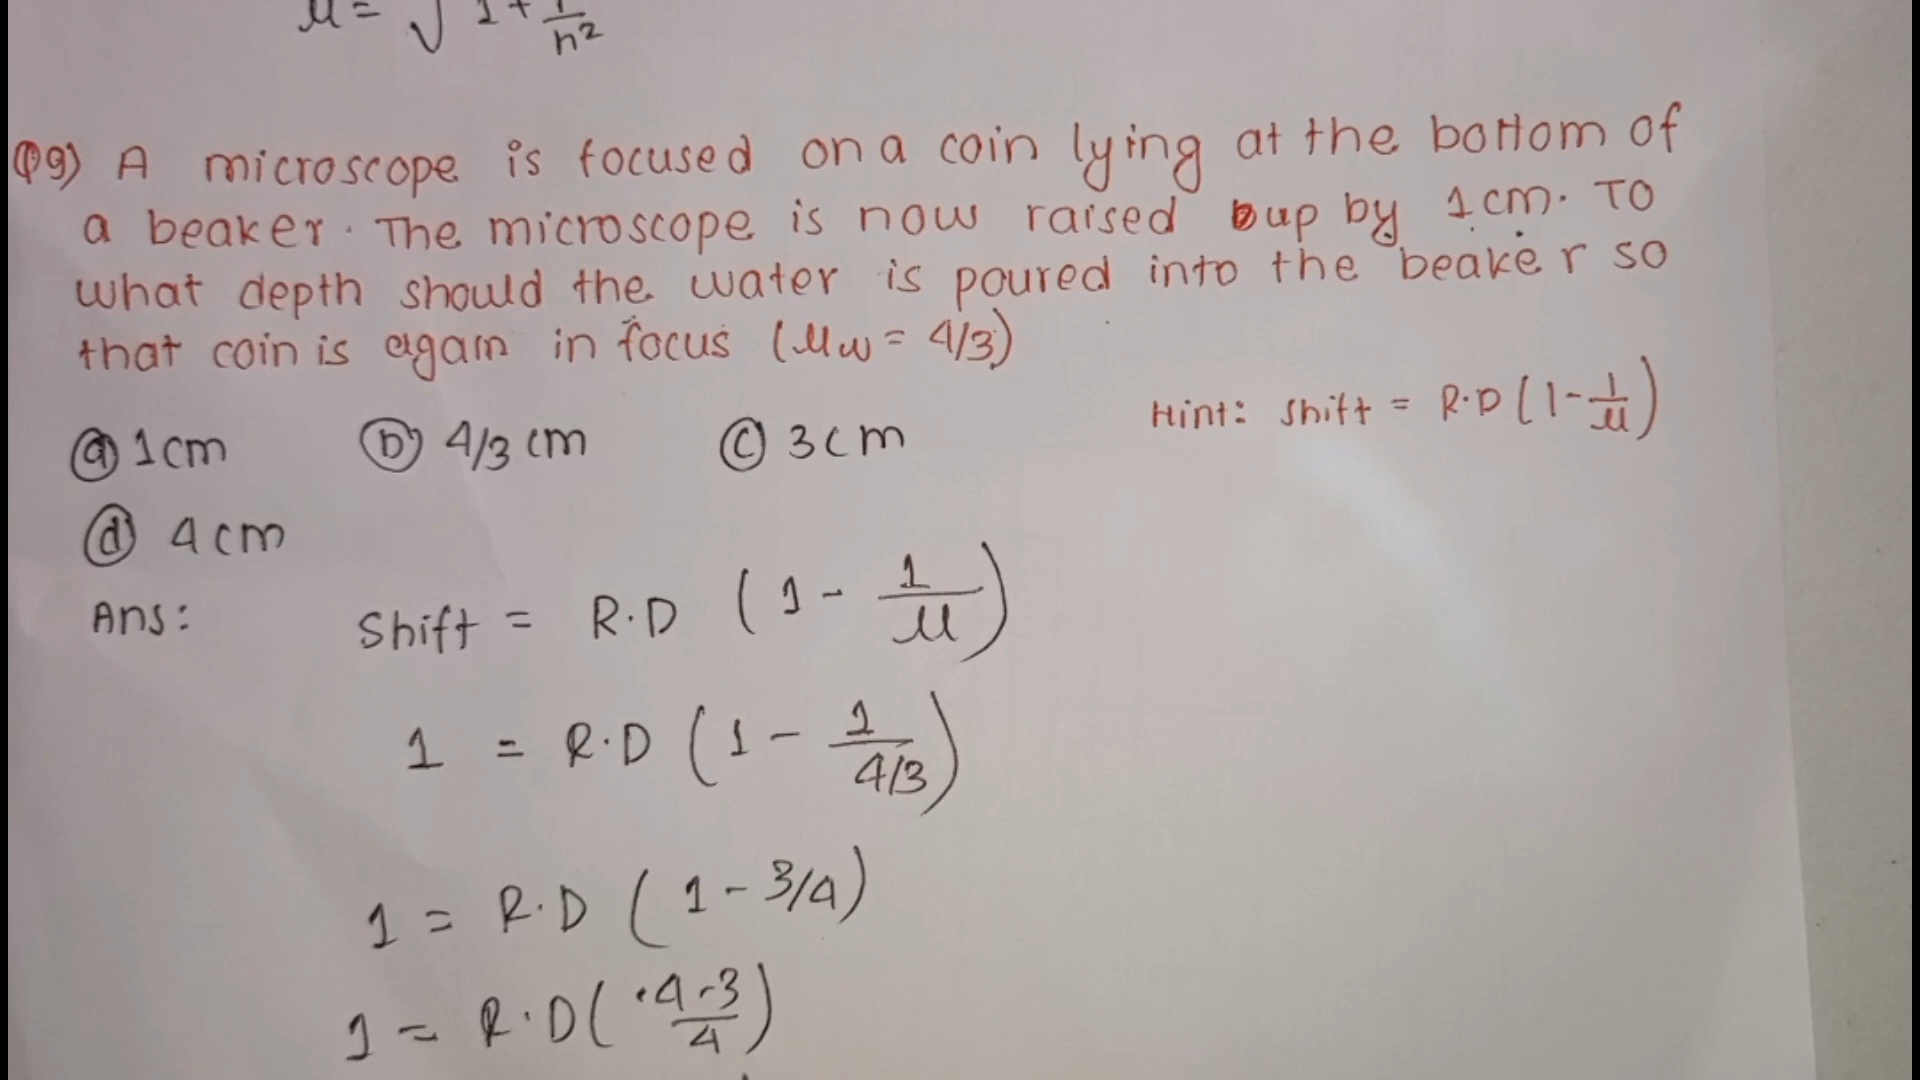 μ = √1 + 1/n²
Q9) A microscope is focused on a coin lying at the bottom of
a beaker. The microscope is now raised up by 1cm. To
what depth should the water is poured into the beaker so
that coin is again in focus (μw = 4/3)
Hint: shift = R.D (1 - 1/μ)
ⓐ 1cm ⓑ 4/3 cm ⓒ 3cm
ⓓ 4cm
Ans: Shift = R.D (1 - 1/μ)
1 = R.D (1 - 1/4/3)
1 = R.D (1 - 3/4)
1 = R.D (4-3/4)